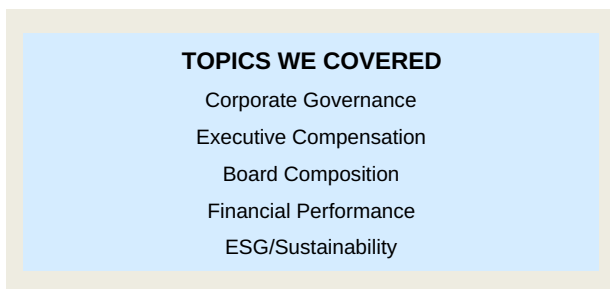 TOPICS WE COVERED
Corporate Governance
Executive Compensation
Board Composition
Financial Performance
ESG/Sustainability